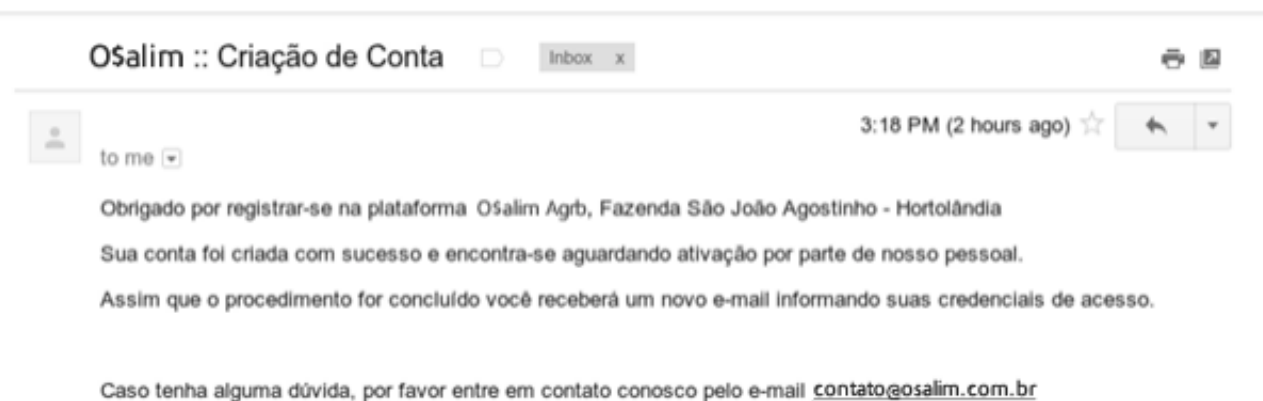 O$alim :: Criação de Conta Inbox x
3:18 PM (2 hours ago)
to me
Obrigado por registrar-se na plataforma O$alim Agrb, Fazenda São João Agostinho - Hortolândia
Sua conta foi criada com sucesso e encontra-se aguardando ativação por parte de nosso pessoal.
Assim que o procedimento for concluído você receberá um novo e-mail informando suas credenciais de acesso.
Caso tenha alguma dúvida, por favor entre em contato conosco pelo e-mail contato@osalim.com.br